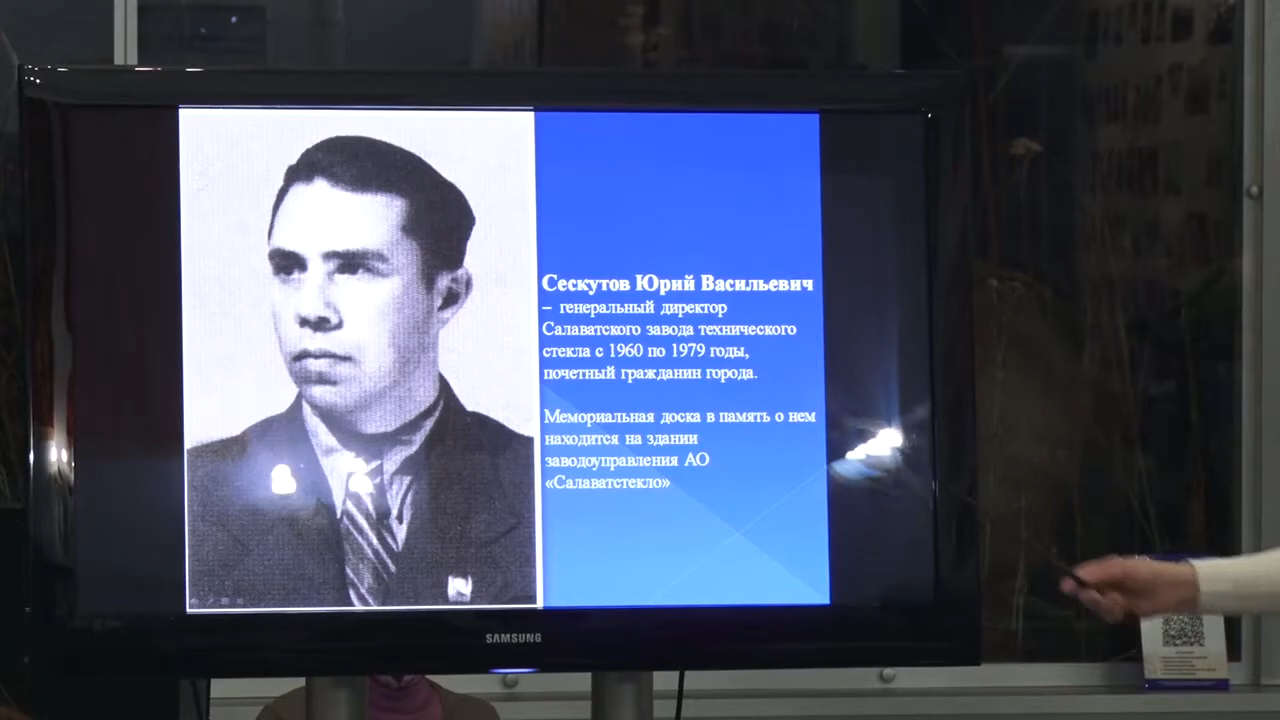 Сескутов Юрий Васильевич
– генеральный директор
Салаватского завода технического
стекла с 1960 по 1979 годы,
почетный гражданин города.
Мемориальная доска в память о нем
находится на здании
заводоуправления АО
«Салаватстекло»
SAMSUNG